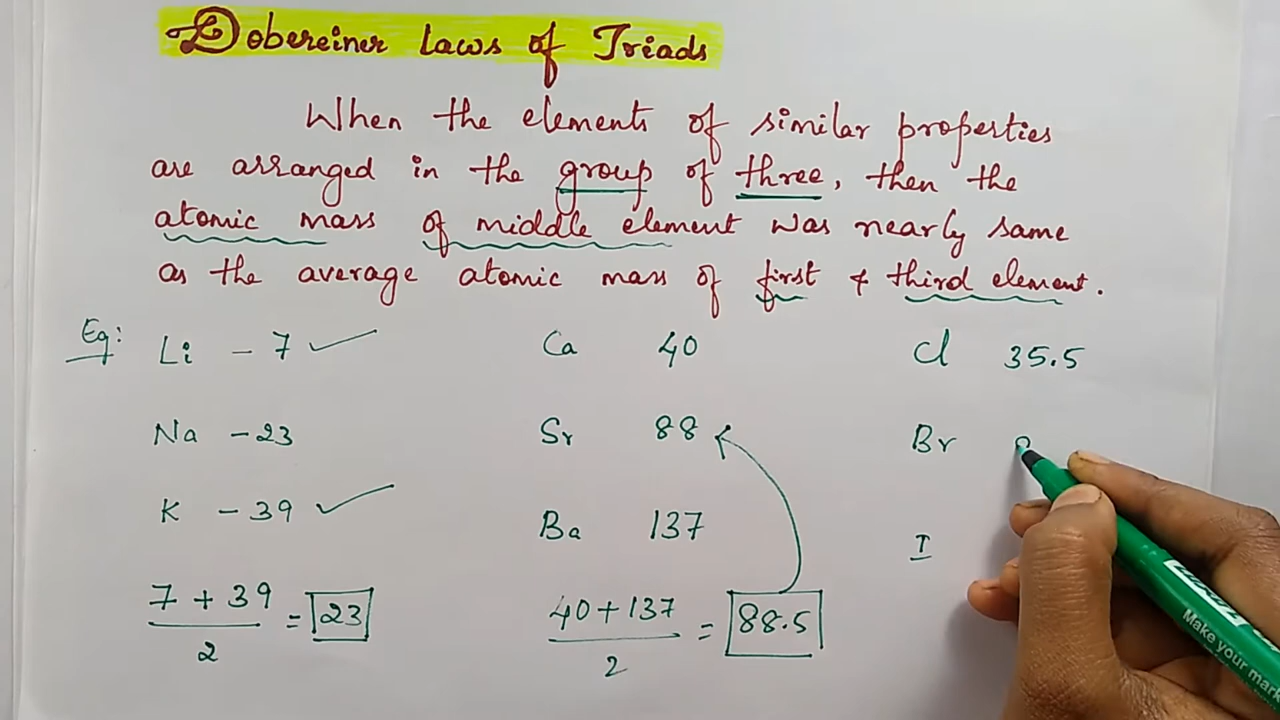 Dobereiner Laws of Triads
When the elements of similar properties
are arranged in the group of three, then the
atomic mass of middle element was nearly same
as the average atomic mass of first & third element.
Eg: Li - 7 Ca 40 Cl 35.5
Na - 23 Sr 88 Br
K - 39 Ba 137 I
7 + 39 / 2 = 23 40 + 137 / 2 = 88.5
Make your mark